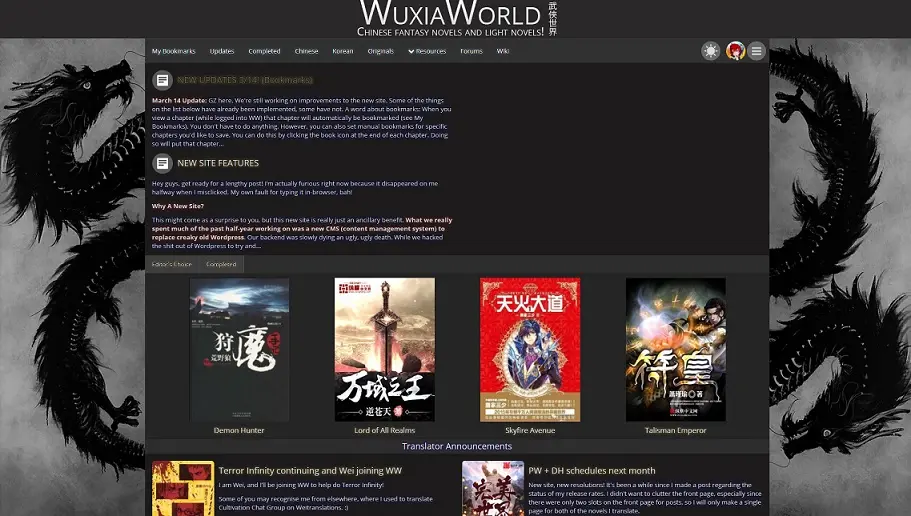 WUXIAWORLD 武俠世界
CHINESE FANTASY NOVELS AND LIGHT NOVELS!
My Bookmarks Updates Completed Chinese Korean Originals Resources Forums Wiki
NEW UPDATES 3/14! (Bookmarks)
March 14 Update: GZ here. We're still working on improvements to the new site. Some of the things
on the list below have already been implemented, some have not. A word about bookmarks: When you
view a chapter (while logged into WW) that chapter will automatically be bookmarked (see My
Bookmarks). You don't have to do anything. However, you can also set manual bookmarks for specific
chapters you'd like to save. You can do this by clicking the book icon at the end of each chapter. Doing
so will put that chapter...
NEW SITE FEATURES
Hey guys, get ready for a lengthy post! I'm actually furious right now because it disappeared on me
halfway when I misclicked. My own fault for typing it in-browser, bah!
Why A New Site?
This might come as a surprise to you, but this new site is really just an ancillary benefit. What we really
spent much of the past half-year working on was a new CMS (content management system) to
replace creaky old Wordpress. Our backend was slowly dying an ugly, ugly death. While we hacked
the shit out of Wordpress to try and...
Editor's Choice Completed
狩魔手记
荒野狼
万域之王
逆苍天 著
天火大道
符皇
萧瑾瑜 著
Demon Hunter Lord of All Realms Skyfire Avenue Talisman Emperor
Translator Announcements
Terror Infinity continuing and Wei joining WW
I am Wei, and I'll be joining WW to help do Terror Infinity!
Some of you may recognise me from elsewhere, where I used to translate
Cultivation Chat Group on Weitranslations. :)
PW + DH schedules next month
New site, new resolutions! It's been a while since I made a post regarding the
status of my release rates. I didn't want to clutter the front page, especially since
there were only two slots on the front page for posts, so I will only make a single
page for both of the novels I translate.